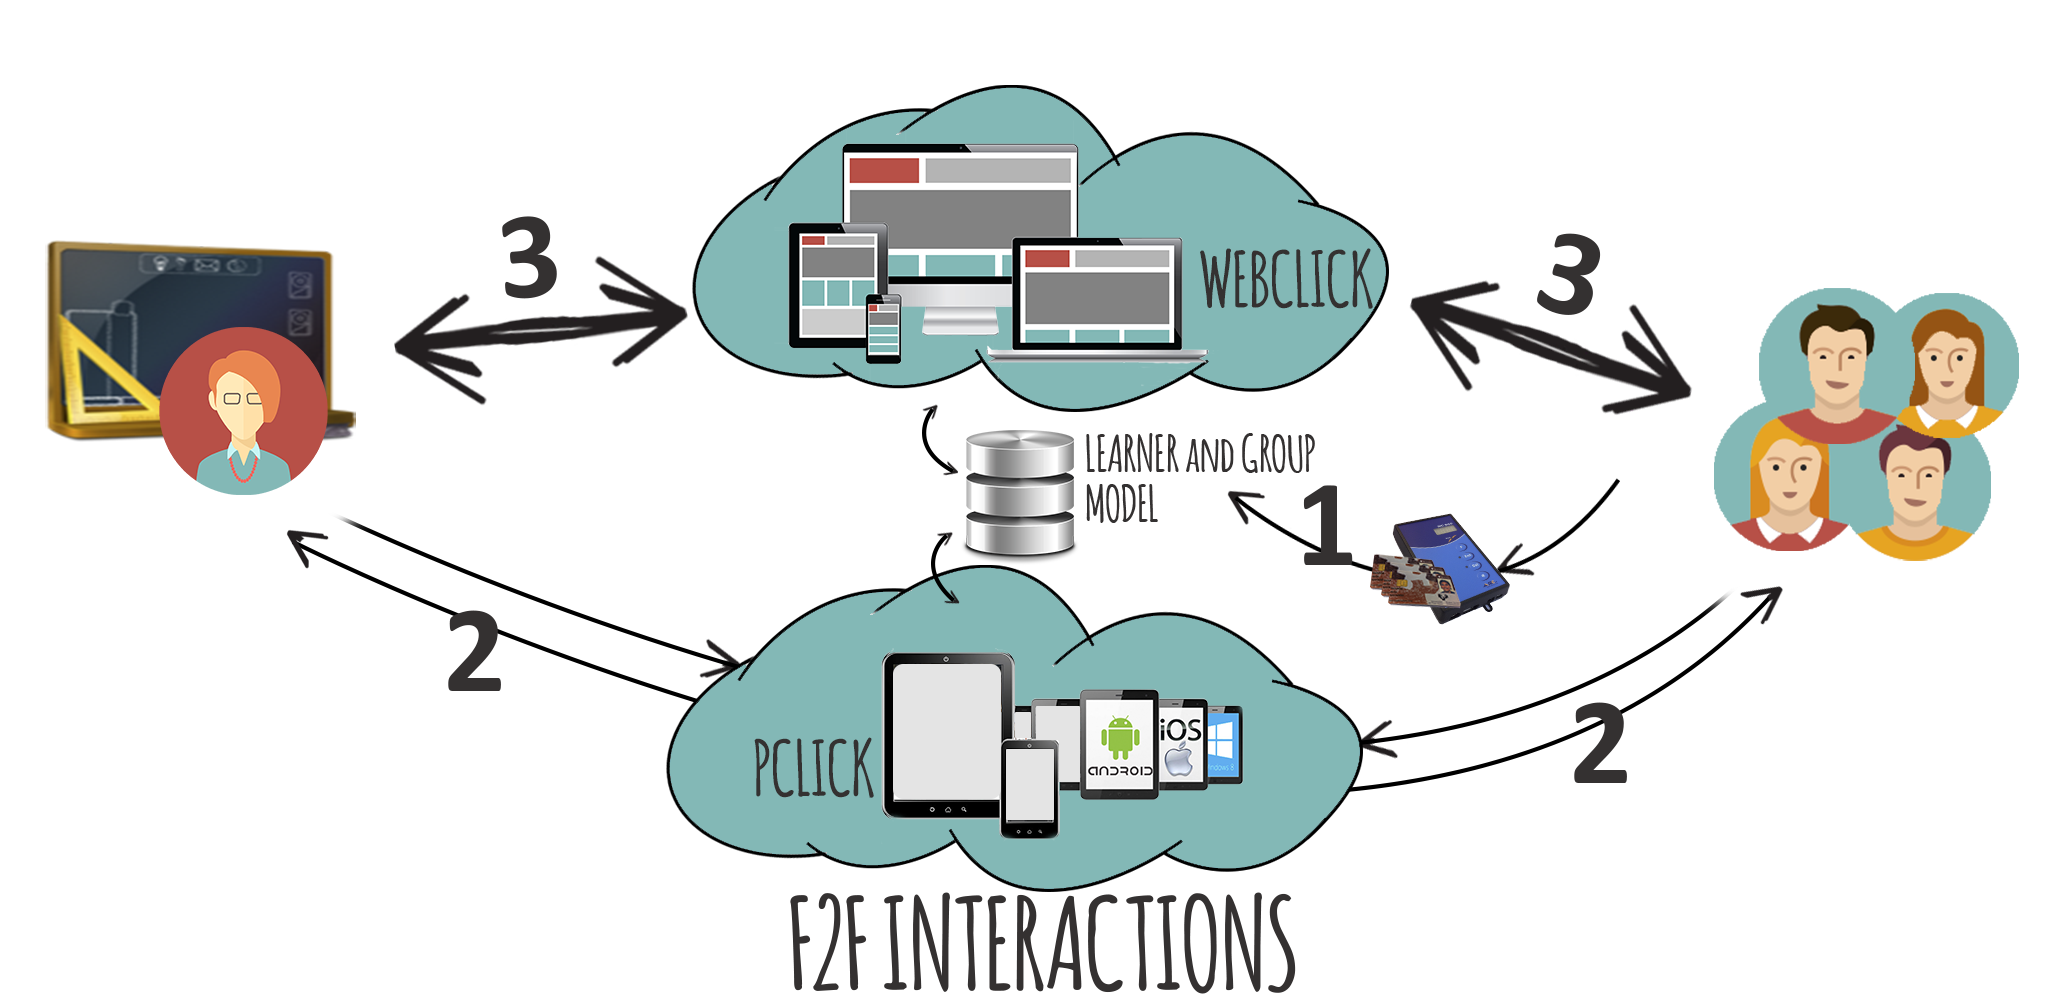 3
WEBCLICK
3
LEARNER AND GROUP
MODEL
1
2
PCLICK
ANDROID
iOS
2
F2F INTERACTIONS